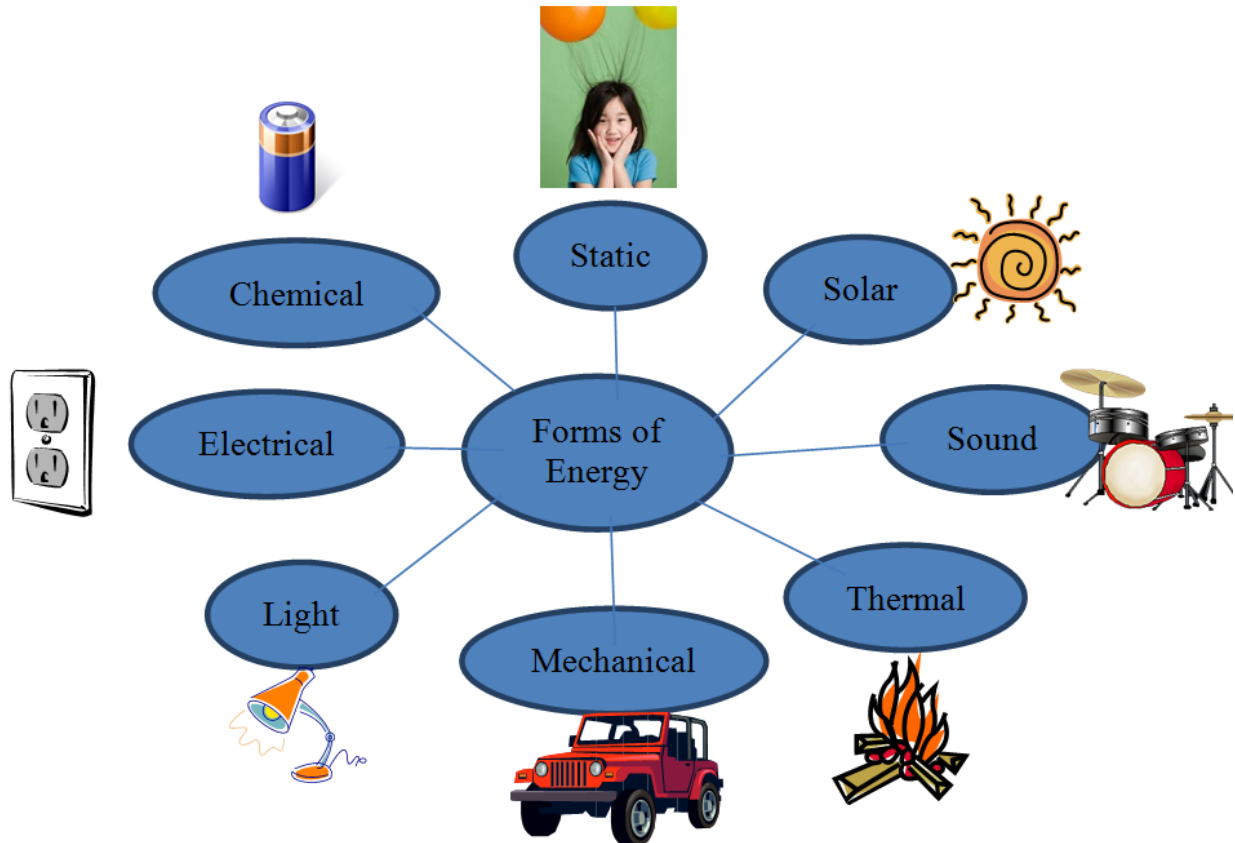 Static
Solar
Chemical
Electrical
Forms of
Energy
Sound
Light
Mechanical
Thermal